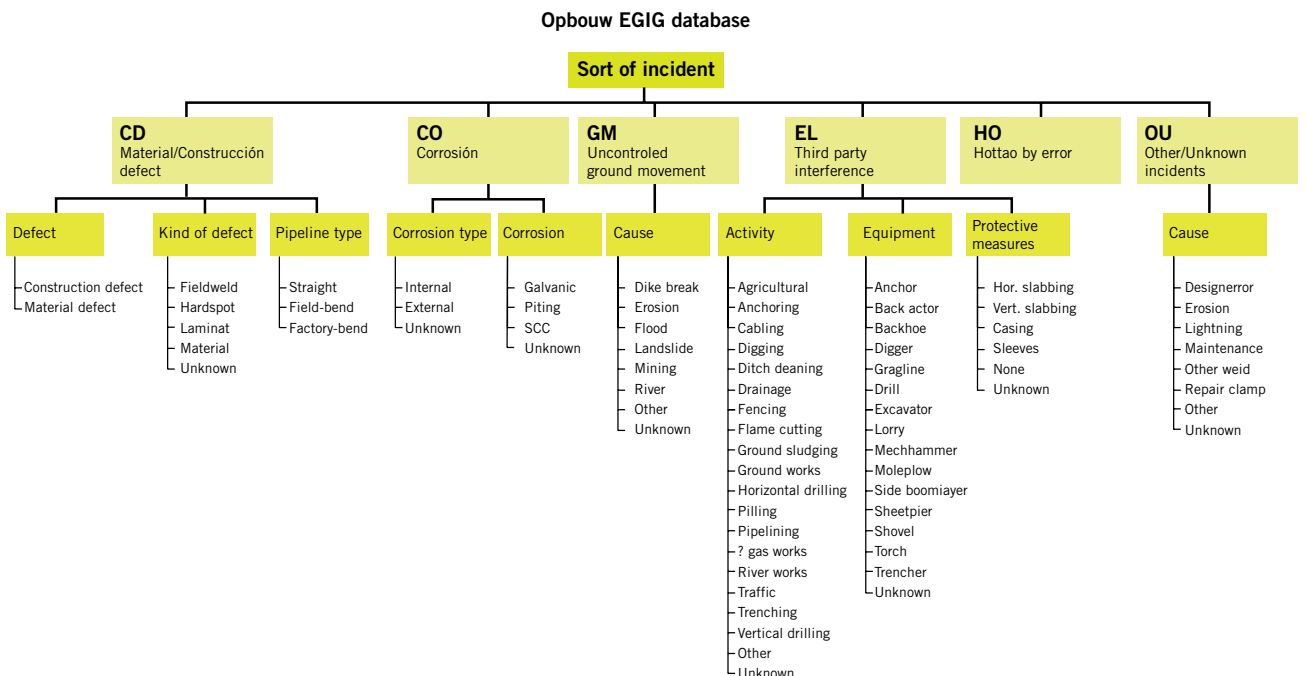 Opbouw EGIG database
Sort of incident
CD
Material/Construcción
defect
CO
Corrosión
GM
Uncontroled
ground movement
EL
Third party
interference
HO
Hottao by error
OU
Other/Unknown
incidents
Defect
Kind of defect
Pipeline type
Corrosion type
Corrosion
Cause
Activity
Equipment
Protective
measures
Cause
Construction defect
Material defect
Fieldweld
Hardspot
Laminat
Material
Unknown
Straight
Field-bend
Factory-bend
Internal
External
Unknown
Galvanic
Piting
SCC
Unknown
Dike break
Erosion
Flood
Landslide
Mining
River
Other
Unknown
Agricultural
Anchoring
Cabling
Digging
Ditch deaning
Drainage
Fencing
Flame cutting
Ground sludging
Ground works
Horizontal drilling
Pilling
Pipelining
? gas works
River works
Traffic
Trenching
Vertical drilling
Other
Unknown
Anchor
Back actor
Backhoe
Digger
Gragline
Drill
Excavator
Lorry
Mechhammer
Moleplow
Side boomiayer
Sheetpier
Shovel
Torch
Trencher
Unknown
Hor. slabbing
Vert. slabbing
Casing
Sleeves
None
Unknown
Designerror
Erosion
Lightning
Maintenance
Other weid
Repair clamp
Other
Unknown